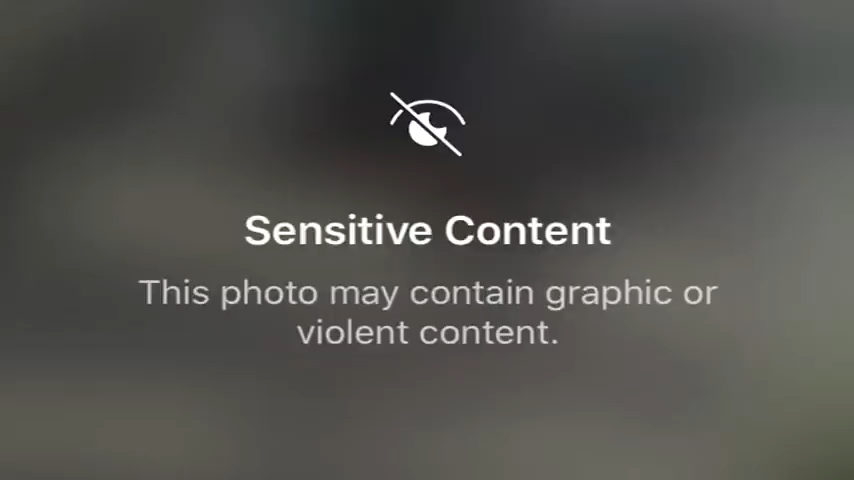 Sensitive Content
This photo may contain graphic or
violent content.